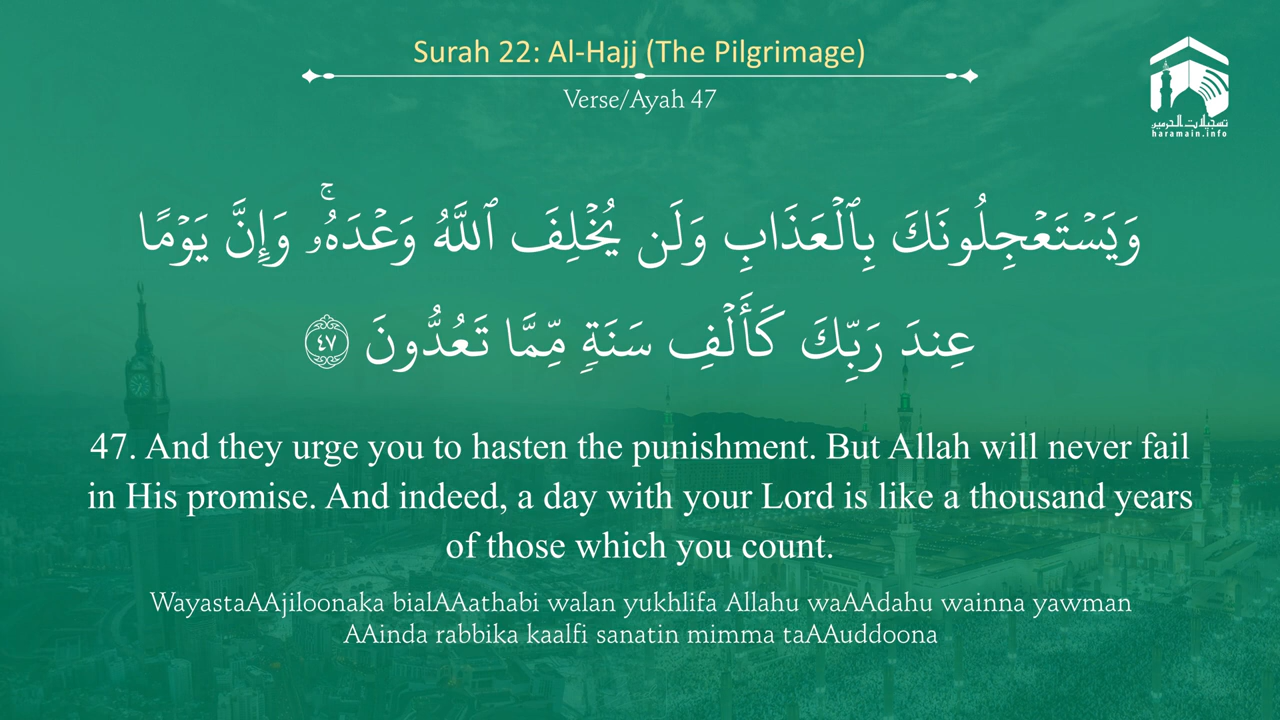 Surah 22: Al-Hajj (The Pilgrimage)
Verse/Ayah 47
تسجيلات الحرمين
haramain.info
وَيَسۡتَعۡجِلُونَكَ بِٱلۡعَذَابِ وَلَن يُخۡلِفَ ٱللَّهُ وَعۡدَهُۥۚ وَإِنَّ يَوۡمًا
عِندَ رَبِّكَ كَأَلۡفِ سَنَةٖ مِّمَّا تَعُدُّونَ ٤٧
47. And they urge you to hasten the punishment. But Allah will never fail
in His promise. And indeed, a day with your Lord is like a thousand years
of those which you count.
WayastaAAjiloonaka bialAAathabi walan yukhlifa Allahu waAAdahu wainna yawman
AAinda rabbika kaalfi sanatin mimma taAAuddoona